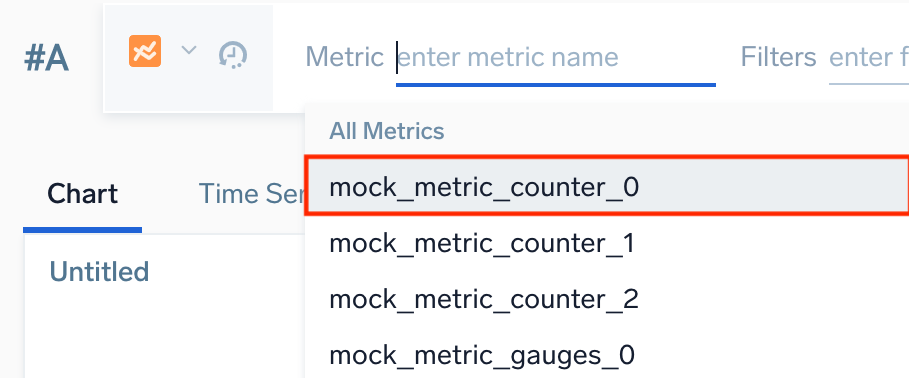 #A
Metric enter metric name Filters enter f
All Metrics
mock_metric_counter_0
Chart Time Ser
mock_metric_counter_1
Untitled
mock_metric_counter_2
mock_metric_gauges_0